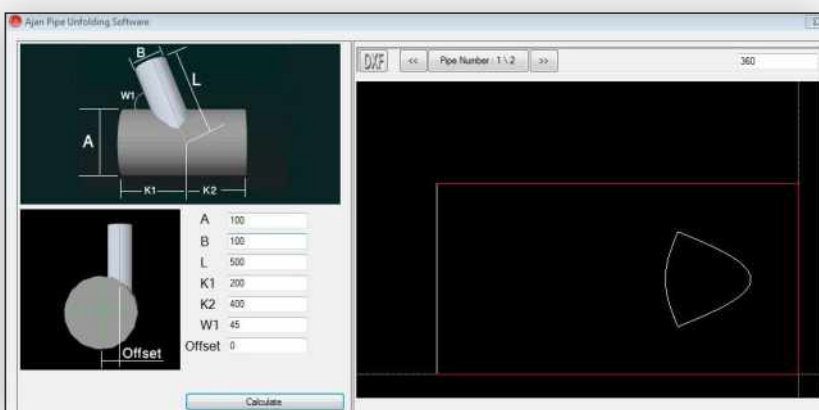 Ajan Pipe Unfolding Software
B
L
W1
A
K1
K2
Offset
A 100
B 100
L 500
K1 200
K2 400
W1 45
Offset 0
Calculate
DXF << Pipe Number : 1 \ 2 >> 360